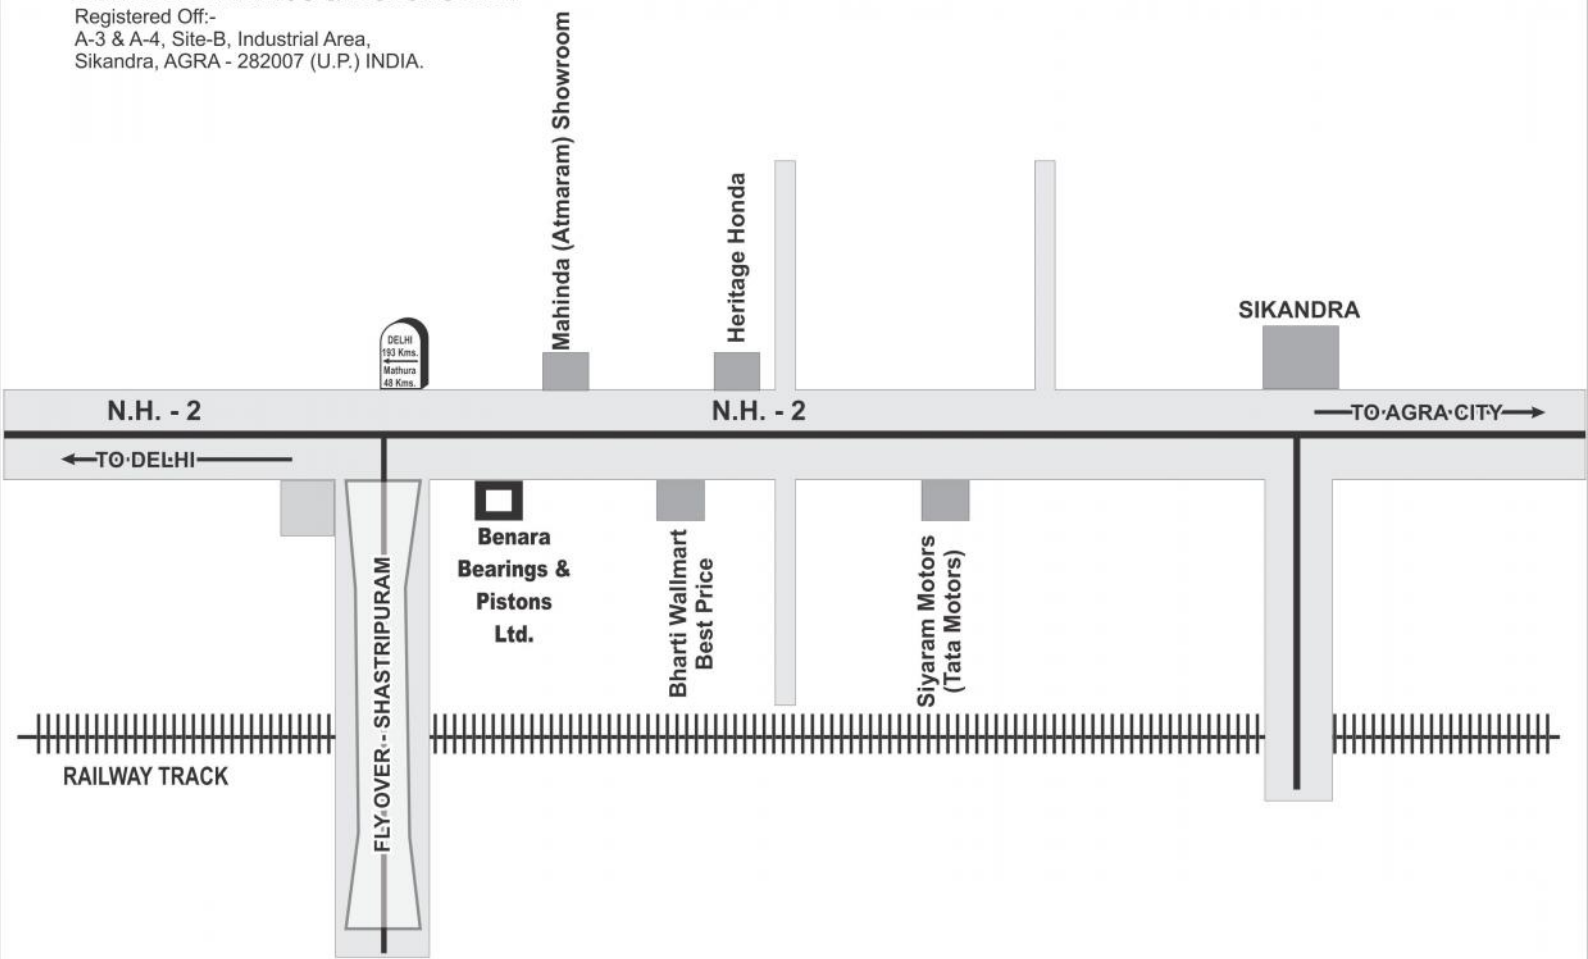 Registered Off:-
A-3 & A-4, Site-B, Industrial Area,
Sikandra, AGRA - 282007 (U.P.) INDIA.
Mahinda (Atmaram) Showroom
Heritage Honda
SIKANDRA
DELHI
193 Kms.
Mathura
48 Kms.
N.H. - 2
N.H. - 2
TO AGRA CITY
TO DELHI
Benara
Bearings &
Pistons
Ltd.
Bharti Wallmart
Best Price
Siyaram Motors
(Tata Motors)
FLY OVER - SHASTRIPURAM
RAILWAY TRACK